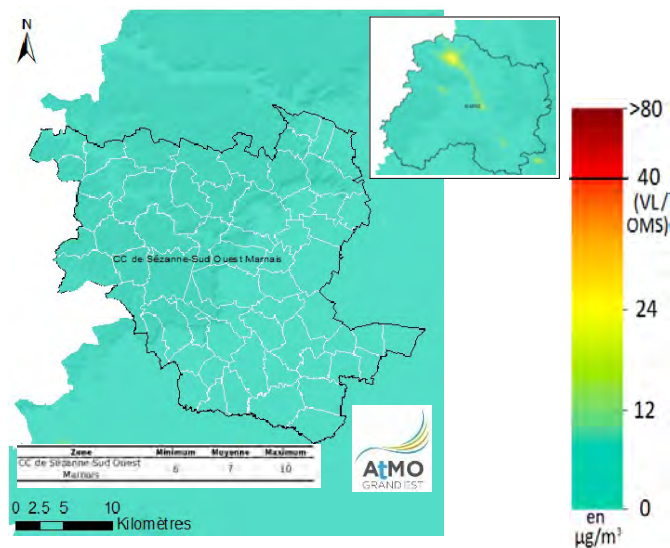 N
CC de Sézanne-Sud Ouest Marnais
Zone Minimum Moyenne Maximum
CC de Sézanne-Sud Ouest Marnais 6 7 10
0 2.5 5 10
Kilomètres
AtMO
GRAND EST
>80
40
(VL/
OMS)
24
12
0
en
µg/m³